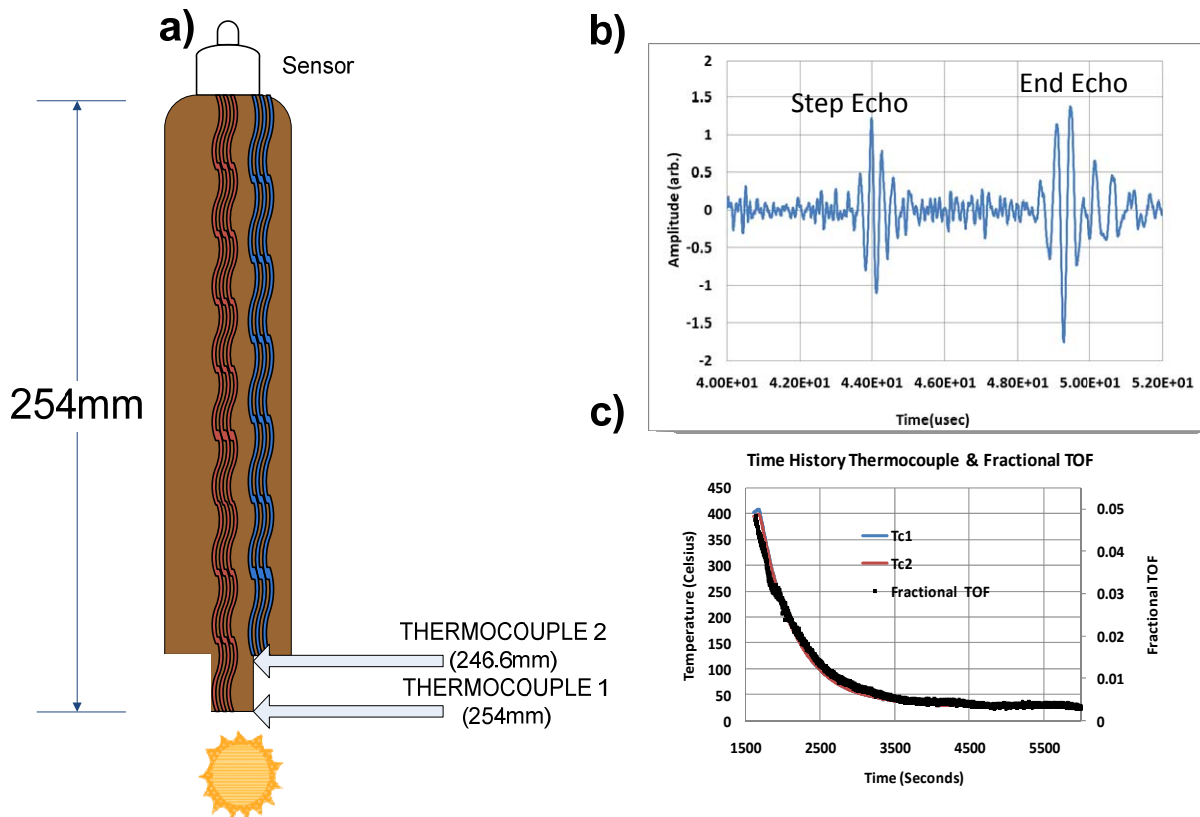 a)
Sensor
254mm
THERMOCOUPLE 2
(246.6mm)
THERMOCOUPLE 1
(254mm)
b)
2
1.5
1
0.5
0
-0.5
-1
-1.5
-2
Amplitude (arb.)
Step Echo
End Echo
4.00E+01 4.20E+01 4.40E+01 4.60E+01 4.80E+01 5.00E+01 5.20E+01
Time(usec)
c)
Time History Thermocouple & Fractional TOF
450
400
350
300
250
200
150
100
50
0
Temperature (Celsius)
Tc1
Tc2
Fractional TOF
0.05
0.04
0.03
0.02
0.01
0
Fractional TOF
1500 2500 3500 4500 5500
Time (Seconds)